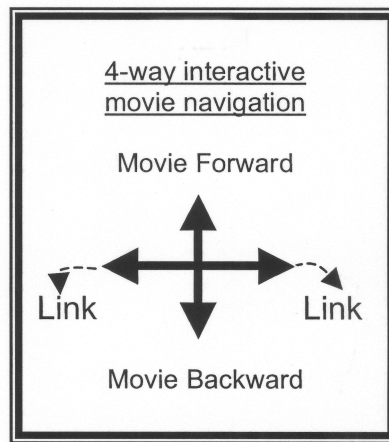 4-way interactive
movie navigation
Movie Forward
Link
Link
Movie Backward